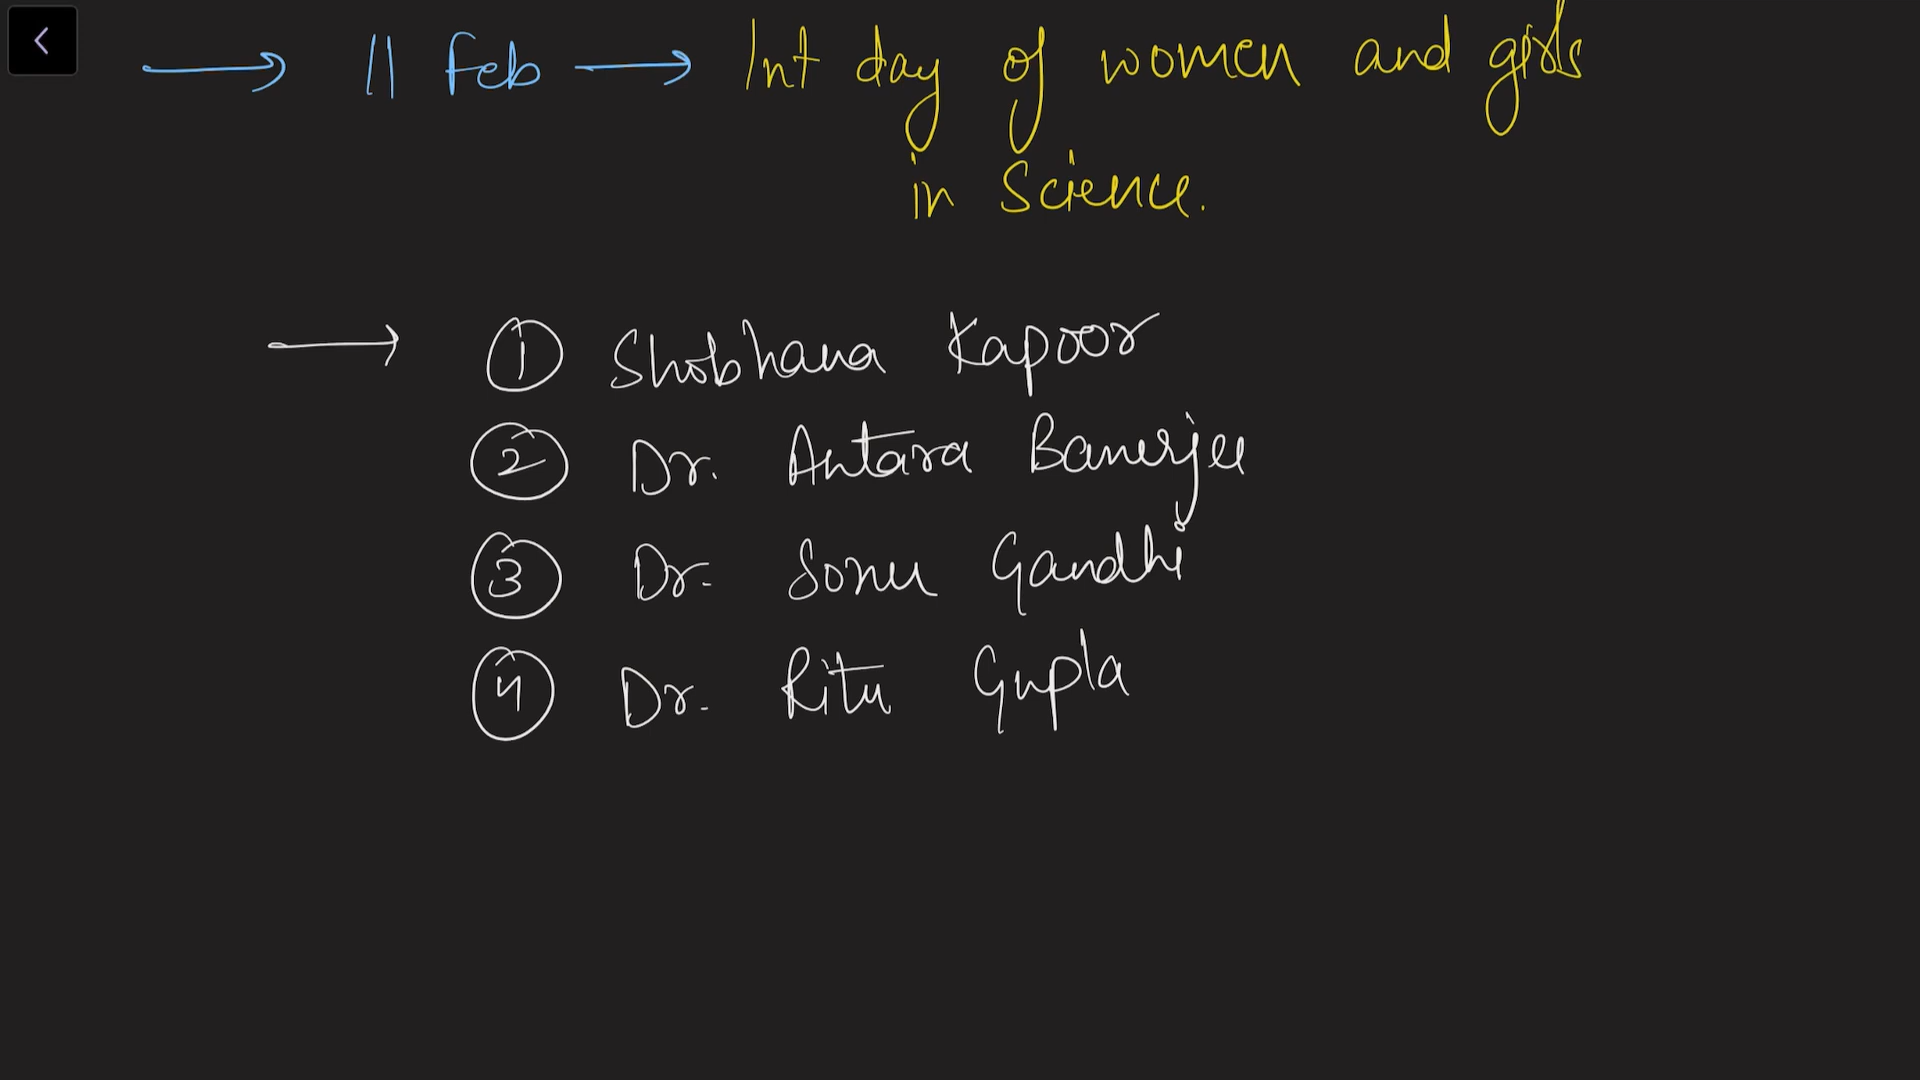 → 11 Feb → Int day of women and girls
in Science.
→ ① Shobhana Kapoor
② Dr. Antara Banerjee
③ Dr. Sonu Gandhi
④ Dr. Ritu Gupta